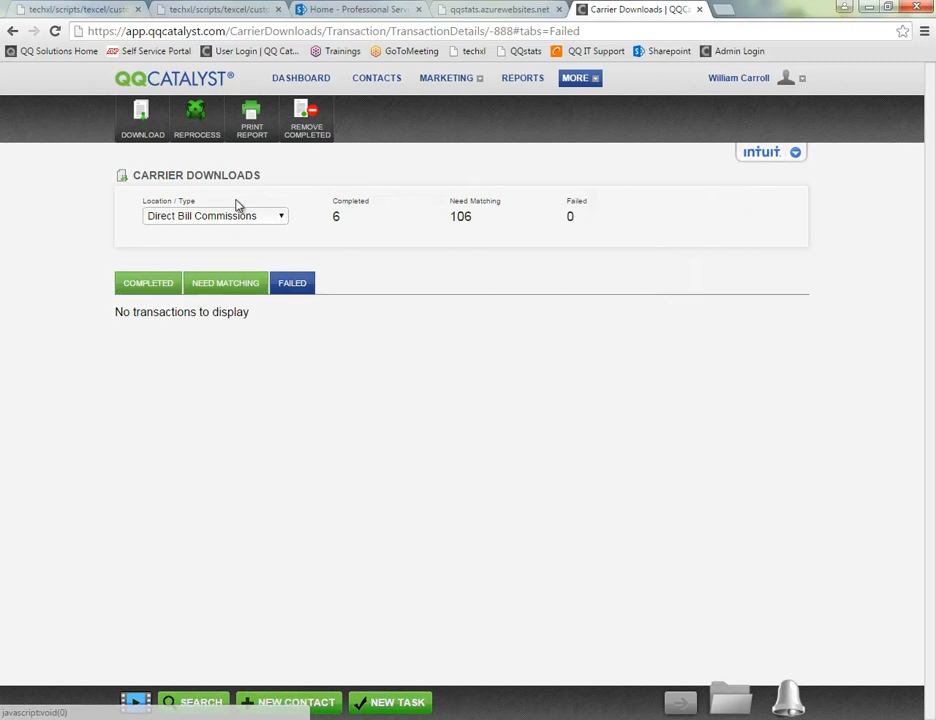 techxl/scripts/texcel/cust
techxl/scripts/texcel/custo
Home - Professional Serv
qqstats.azurewebsites.net
Carrier Downloads | QQC
https://app.qqcatalyst.com/CarrierDownloads/Transaction/TransactionDetails/-888#tabs=Failed
QQ Solutions Home
Self Service Portal
User Login | QQ Cat...
Trainings
GoToMeeting
techxl
QQstats
QQ IT Support
Sharepoint
Admin Login
QQCATALYST®
DASHBOARD
CONTACTS
MARKETING
REPORTS
MORE
William Carroll
DOWNLOAD
REPROCESS
PRINT
REPORT
REMOVE
COMPLETED
intuit.
CARRIER DOWNLOADS
Location / Type
Completed
Need Matching
Failed
Direct Bill Commissions
6
106
0
COMPLETED
NEED MATCHING
FAILED
No transactions to display
SEARCH
NEW CONTACT
NEW TASK
javascript:void(0)